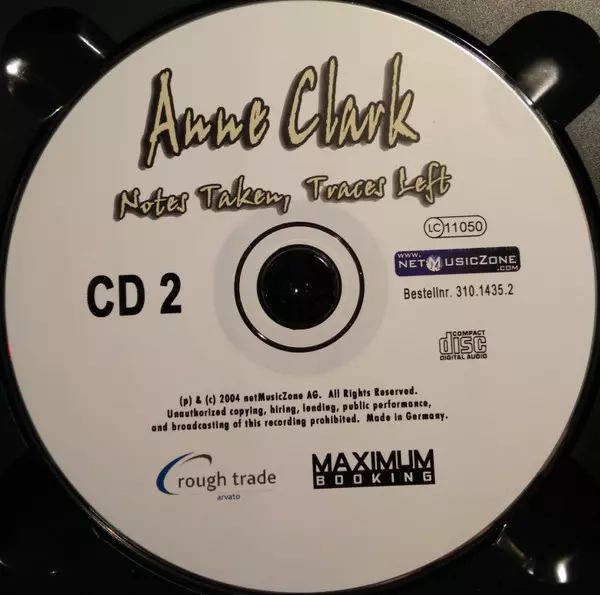 Anne Clark
Notes Taken, Traces Left
LC 11050
www.
netMusicZone
.com
CD 2
Bestellnr. 310.1435.2
COMPACT
disc
DIGITAL AUDIO
(p) & (c) 2004 netMusicZone AG. All Rights Reserved.
Unauthorized copying, hiring, lending, public performance,
and broadcasting of this recording prohibited. Made in Germany.
rough trade
arvato
MAXIMUM
BOOKING